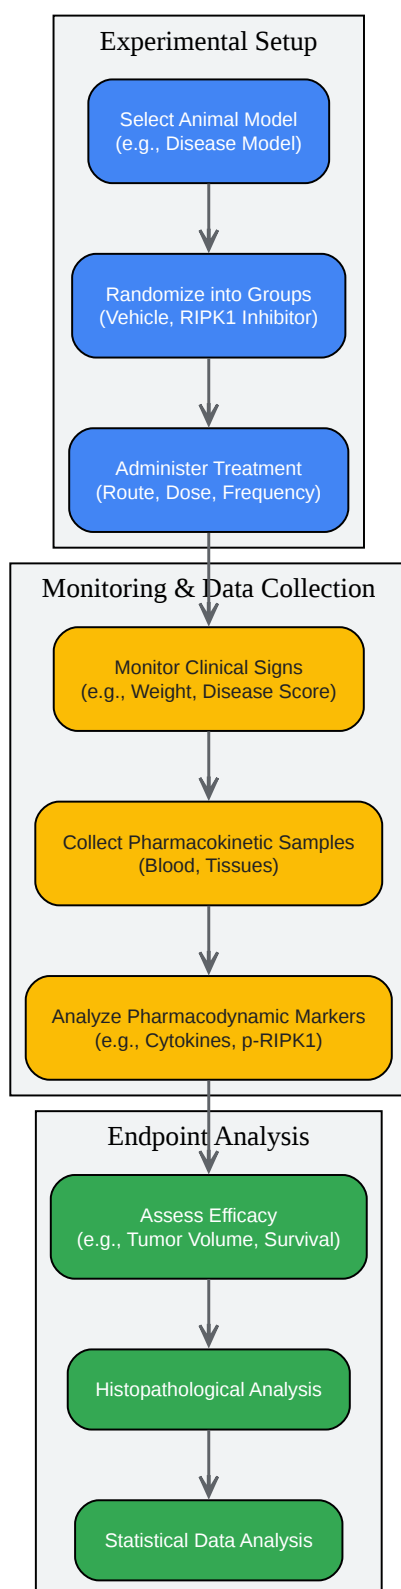 Experimental Setup
Select Animal Model
(e.g., Disease Model)
Randomize into Groups
(Vehicle, RIPK1 Inhibitor)
Administer Treatment
(Route, Dose, Frequency)
Monitoring & Data Collection
Monitor Clinical Signs
(e.g., Weight, Disease Score)
Collect Pharmacokinetic Samples
(Blood, Tissues)
Analyze Pharmacodynamic Markers
(e.g., Cytokines, p-RIPK1)
Endpoint Analysis
Assess Efficacy
(e.g., Tumor Volume, Survival)
Histopathological Analysis
Statistical Data Analysis